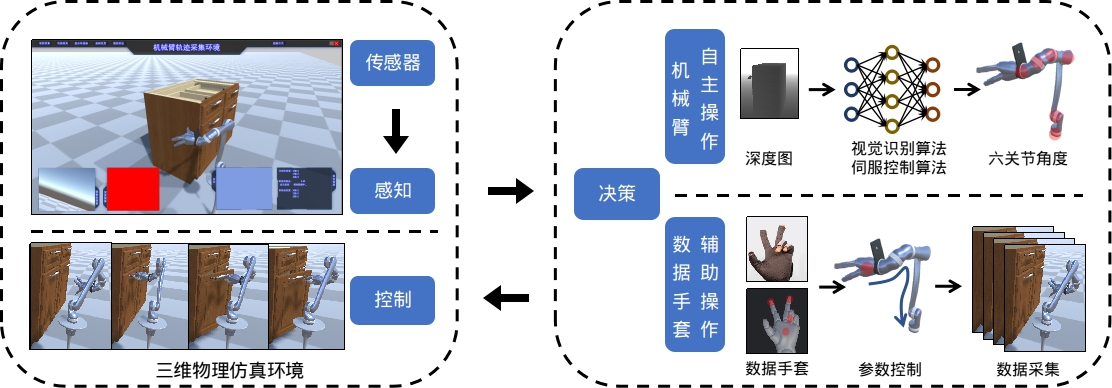 机械臂轨迹采集环境
传感器
感知
控制
三维物理仿真环境
决策
机械臂
自主操作
深度图
视觉识别算法
伺服控制算法
六关节角度
数据手套
辅助操作
数据手套
参数控制
数据采集